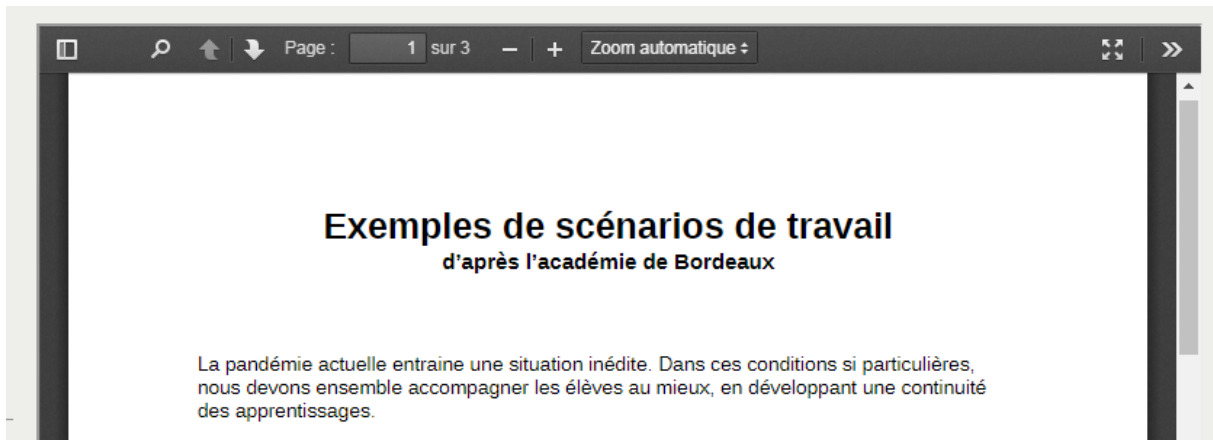 Page : 1 sur 3 Zoom automatique
Exemples de scénarios de travail
d'après l'académie de Bordeaux
La pandémie actuelle entraine une situation inédite. Dans ces conditions si particulières,
nous devons ensemble accompagner les élèves au mieux, en développant une continuité
des apprentissages.